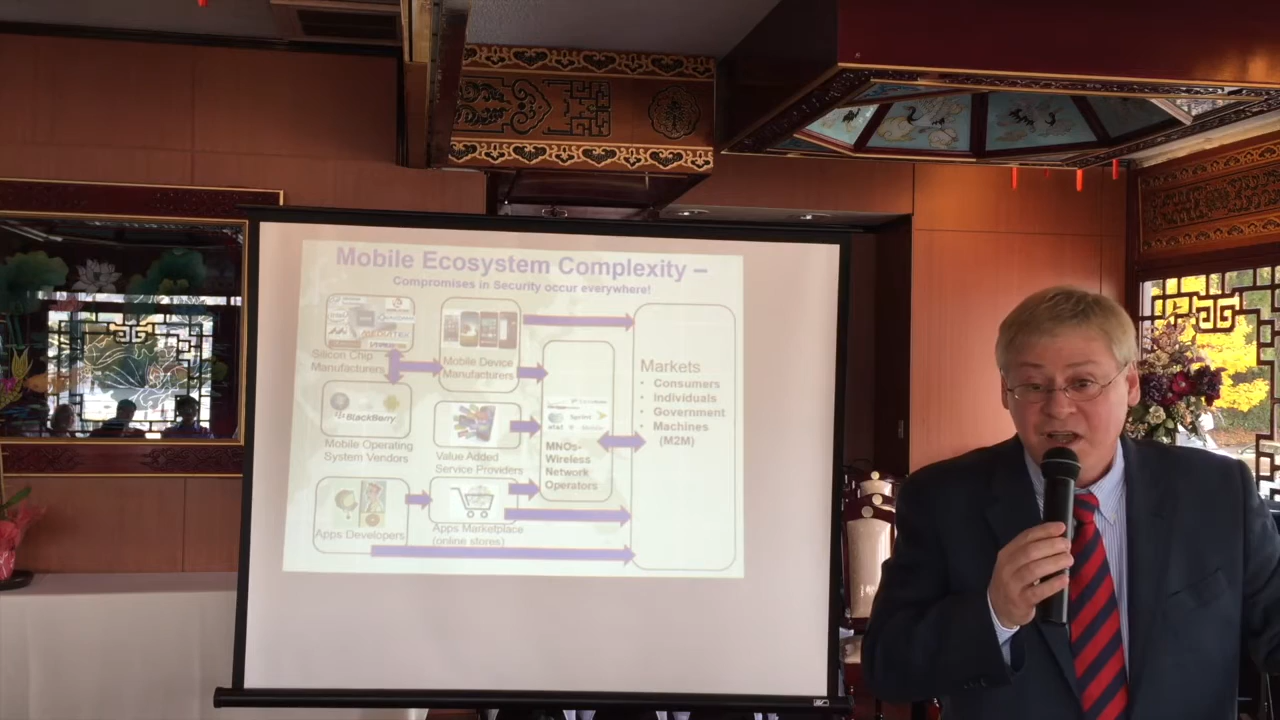 Mobile Ecosystem Complexity –
Compromises in Security occur everywhere!
MEDIATEK
Silicon Chip
Manufacturers
Mobile Device
Manufacturers
BlackBerry
Mobile Operating
System Vendors
Value Added
Service Providers
Sprint
at&t
MNOs-
Wireless
Network
Operators
Markets
• Consumers
• Individuals
• Government
• Machines
(M2M)
Apps Developers
Apps Marketplace
(online stores)